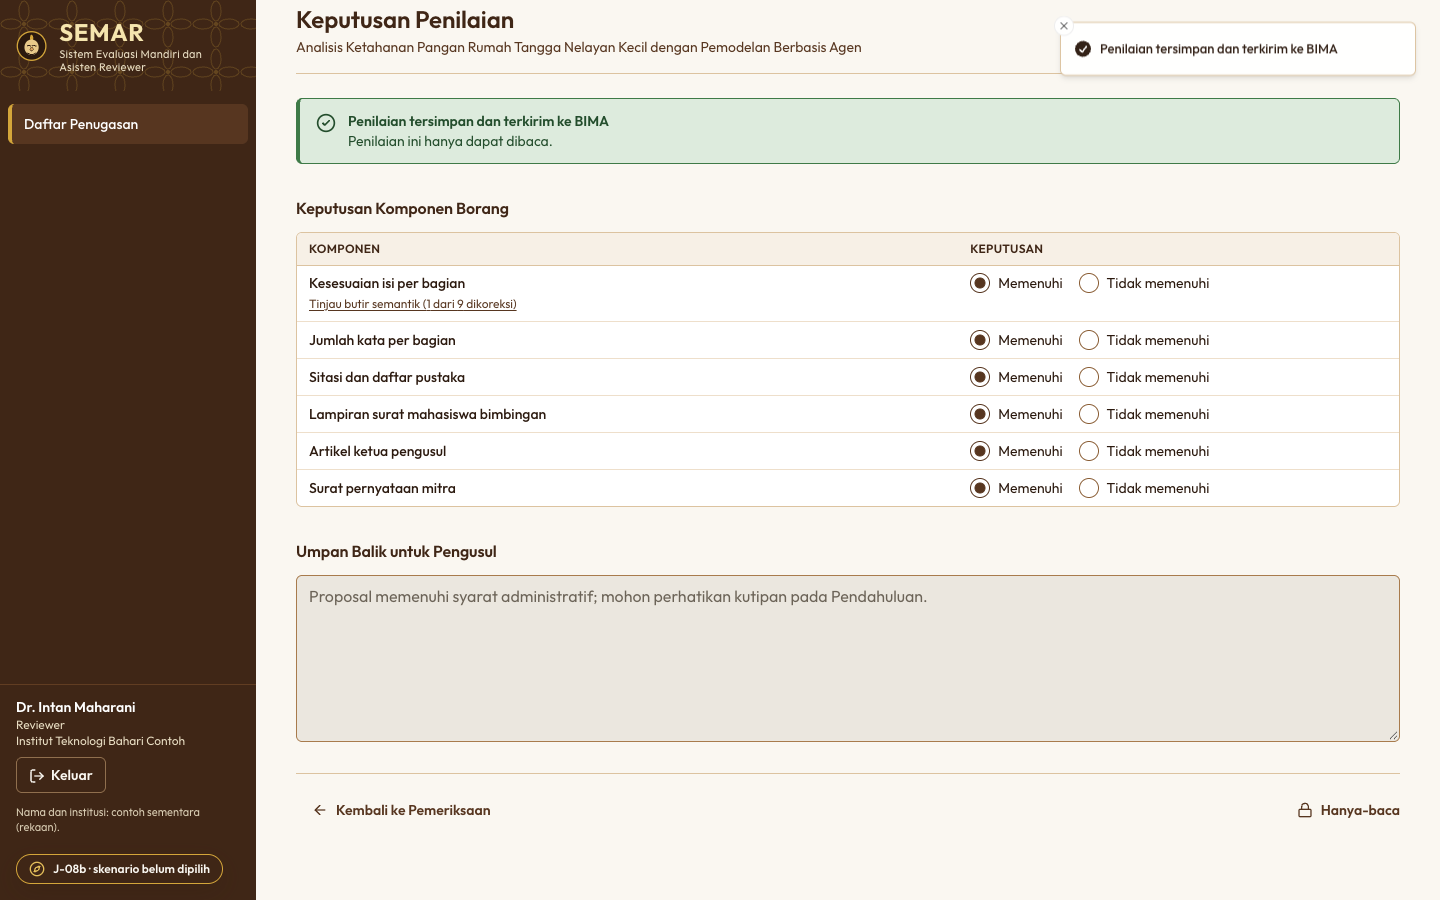 SEMAR
Sistem Evaluasi Mandiri dan
Asisten Reviewer
Daftar Penugasan
Dr. Intan Maharani
Reviewer
Institut Teknologi Bahari Contoh
Keluar
Nama dan institusi: contoh sementara
(rekaan).
J-08b · skenario belum dipilih
Keputusan Penilaian
Analisis Ketahanan Pangan Rumah Tangga Nelayan Kecil dengan Pemodelan Berbasis Agen
Penilaian tersimpan dan terkirim ke BIMA
Penilaian tersimpan dan terkirim ke BIMA
Penilaian ini hanya dapat dibaca.
Keputusan Komponen Borang
KOMPONEN KEPUTUSAN
Kesesuaian isi per bagian Memenuhi Tidak memenuhi
Tinjau butir semantik (1 dari 9 dikoreksi)
Jumlah kata per bagian Memenuhi Tidak memenuhi
Sitasi dan daftar pustaka Memenuhi Tidak memenuhi
Lampiran surat mahasiswa bimbingan Memenuhi Tidak memenuhi
Artikel ketua pengusul Memenuhi Tidak memenuhi
Surat pernyataan mitra Memenuhi Tidak memenuhi
Umpan Balik untuk Pengusul
Proposal memenuhi syarat administratif; mohon perhatikan kutipan pada Pendahuluan.
Kembali ke Pemeriksaan Hanya-baca